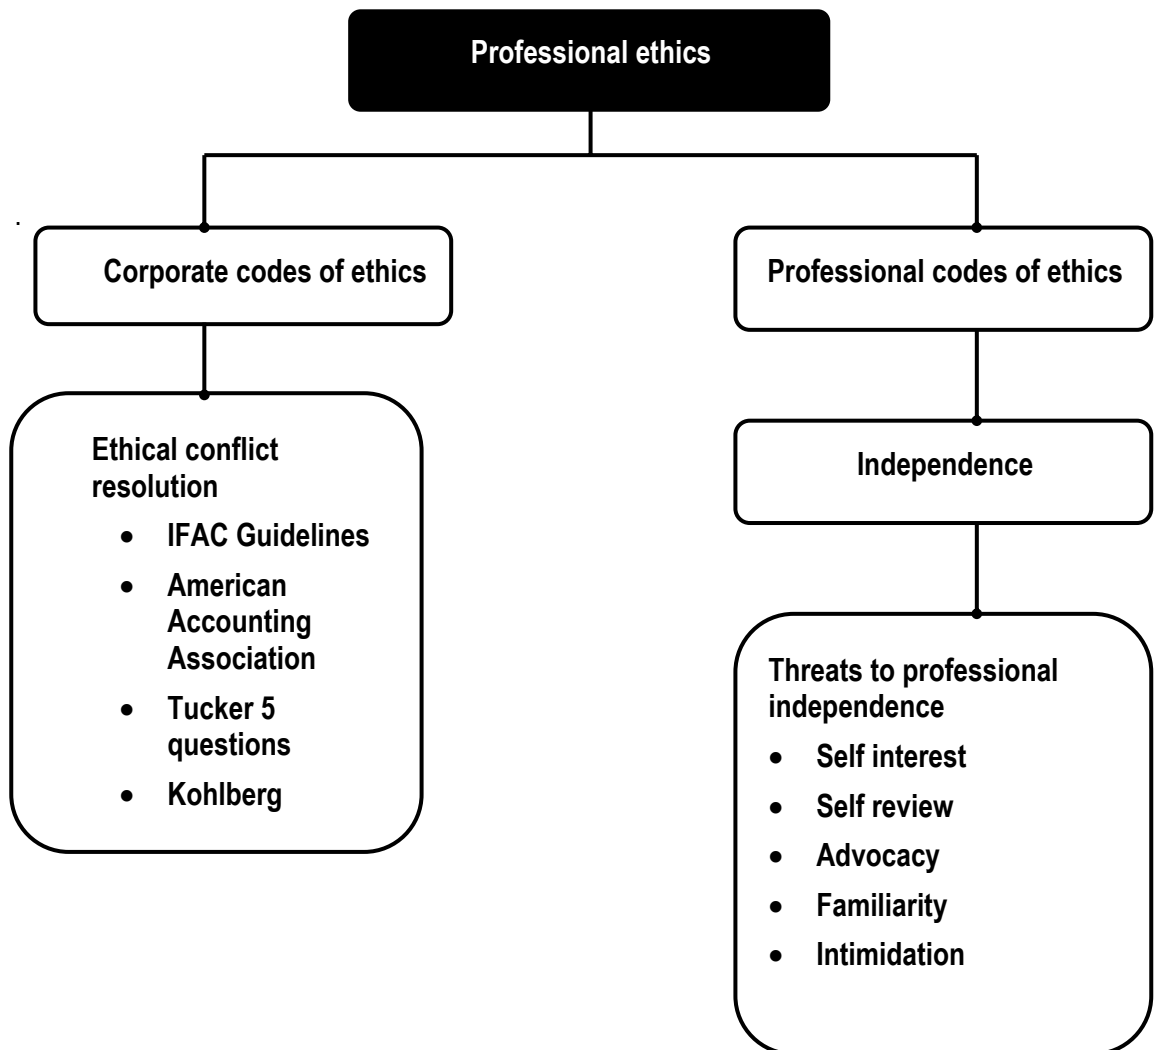 Professional ethics
.
Corporate codes of ethics
Professional codes of ethics
Ethical conflict
resolution
• IFAC Guidelines
• American
Accounting
Association
• Tucker 5
questions
• Kohlberg
Independence
Threats to professional
independence
• Self interest
• Self review
• Advocacy
• Familiarity
• Intimidation